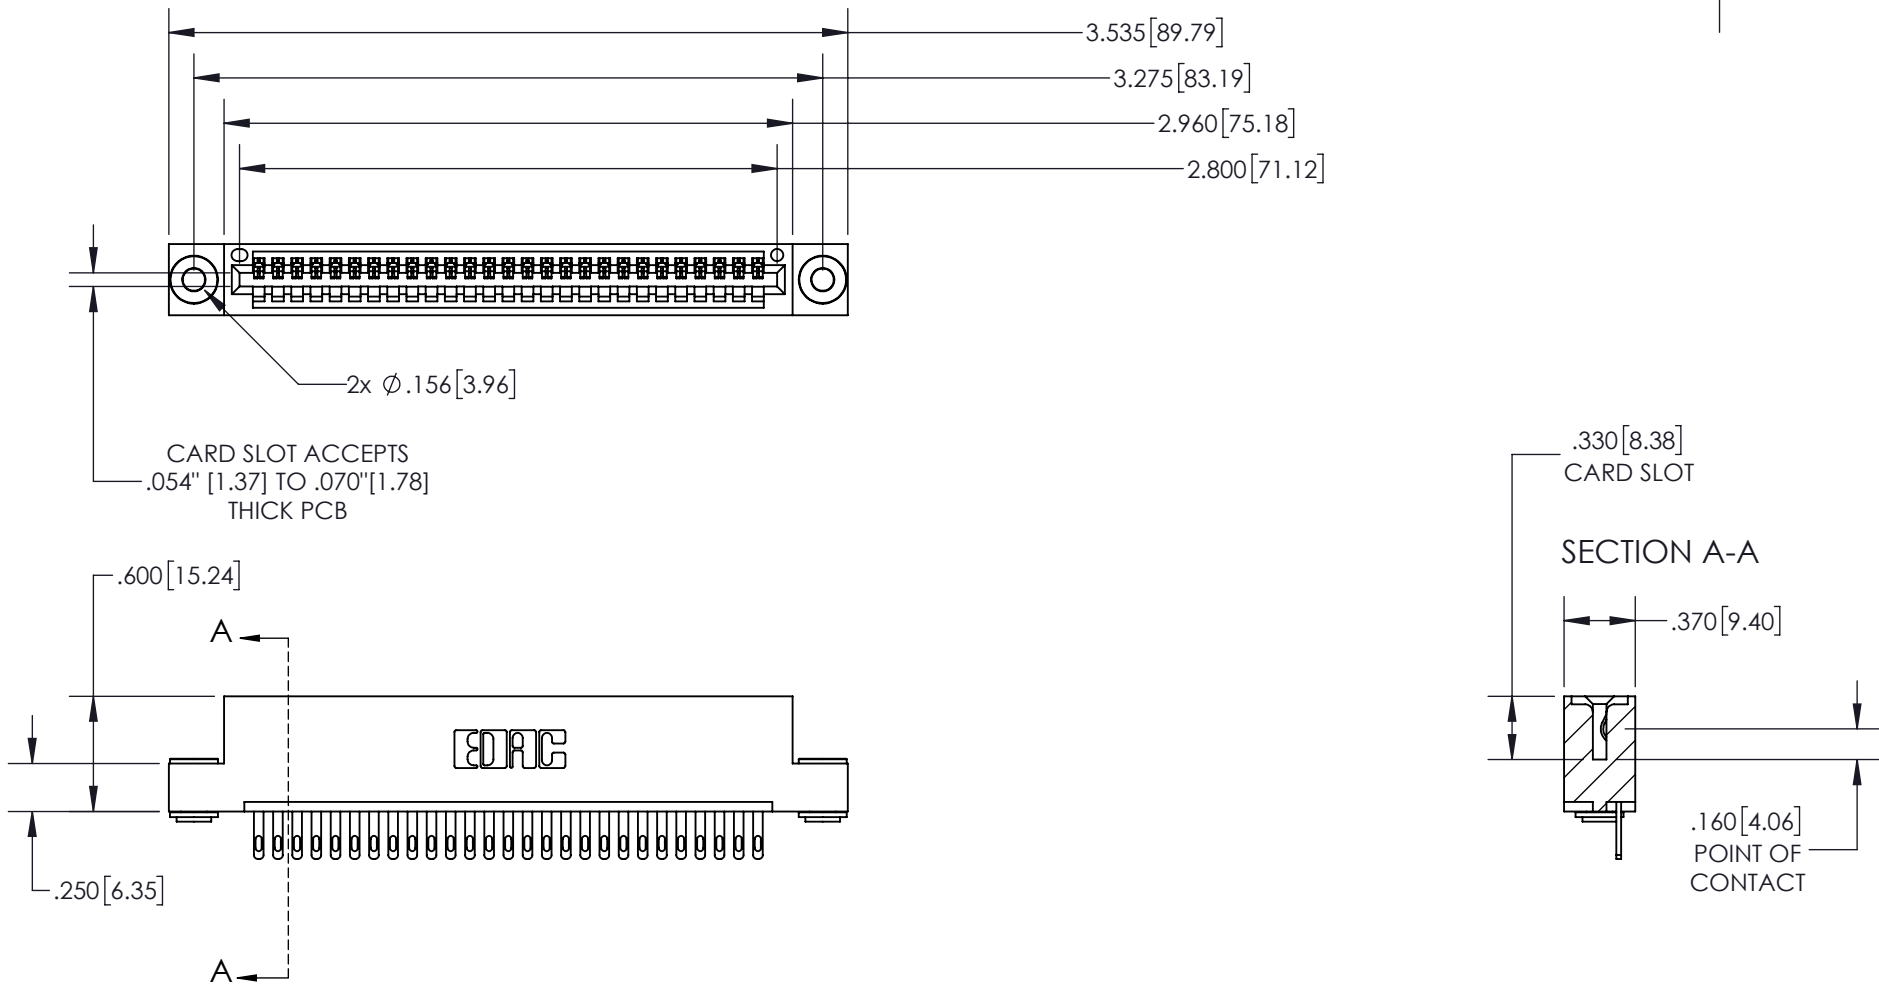 3.535[89.79]
3.275[83.19]
2.960[75.18]
2.800[71.12]
2x Ø.156[3.96]
CARD SLOT ACCEPTS
.054" [1.37] TO .070"[1.78]
THICK PCB
.330[8.38]
CARD SLOT
SECTION A-A
.600[15.24]
A
.370[9.40]
EDAC
.160[4.06]
POINT OF
CONTACT
.250[6.35]
A